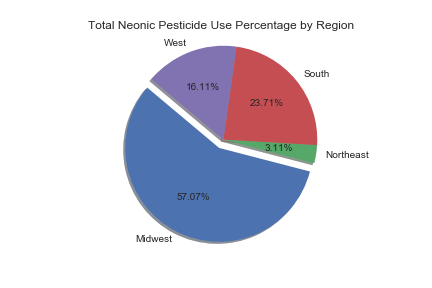 Total Neonic Pesticide Use Percentage by Region
West
South
16.11%
23.71%
3.11%
Northeast
57.07%
Midwest